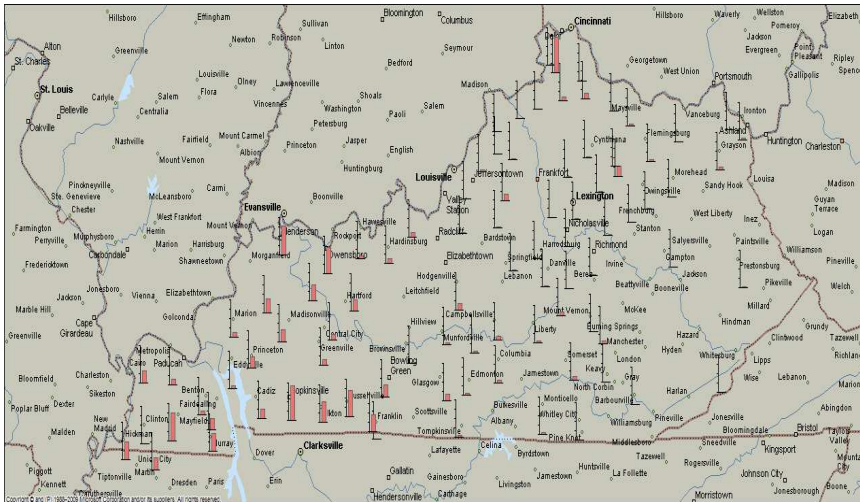 Hillsboro
Effingham
Bloomington
Columbus
Hillsboro
Waverly
Wellston
Pomeroy
Elizabeth
Sullivan
Robinson
Linton
Newton
Greenville
Alton
St. Charles
Seymour
Cincinnati
Jackson
Evergreen
Point Pleasant
Ripley
Spence
Bedford
Georgetown
West Union
Gallipolis
Portsmouth
Louisville
Olney
Flora
Lawrenceville
St. Louis
Carlyle
Salem
Centralia
Belleville
Oakville
Vincennes
Shoals
Washington
Paoli
Salem
Madison
Petersburg
Maysville
Vanceburg
Ironton
Ashland
Huntington
Charleston
Grayson
Nashville
Fairfield
Mount Carmel
Albion
Princeton
Jasper
English
Huntingburg
Cynthiana
Flemingsburg
Mount Vernon
Louisville
Jeffersontown
Frankfort
Morehead
Sandy Hook
Louisa
Madison
Pinckneyville
Ste. Genevieve
Chester
McLeansboro
Carmi
Boonville
Valley Station
Lexington
Owingsville
Guyan Terrace
Evansville
West Frankfort
Mount Vernon
Henderson
Hawesville
Rockport
Hardinsburg
Radcliff
Bardstown
Nicholasville
Frenchburg
Stanton
West Liberty
Inez
Logan
Farmington
Perryville
Murphysboro
Herrin
Marion
Harrisburg
Carbondale
Shawneetown
Morganfield
Owensboro
Elizabethtown
Harrodsburg
Richmond
Salyersville
Paintsville
Williamson
Fredericktown
Springfield
Danville
Irvine
Campton
Prestonsburg
Pineville
Hodgenville
Lebanon
Berea
Beattyville
Jackson
Booneville
Pikeville
Welch
Jonesboro
Jackson
Vienna
Elizabethtown
Leitchfield
Hartford
Marble Hill
Golconda
Marion
Madisonville
Campbellsville
Mount Vernon
McKee
Millard
Cape Girardeau
Hillview
Liberty
Burning Springs
Hindman
Grundy
Greenville
Central City
Munfordville
Manchester
Hazard
Clintwood
Tazewell
Metropolis
Paducah
Princeton
Greenville
Brownsville
Columbia
Somerset
London
Hyden
Whitesburg
Lipps
Richlands
Cairo
Eddyville
Bowling Green
Bloomfield
Charleston
Sikeston
Benton
Cadiz
Hopkinsville
Russellville
Glasgow
Edmonton
Jamestown
Keavy
North Corbin
Gray
Barbourville
Harlan
Wise
Lebanon
Marion
Poplar Bluff
Dexter
New Madrid
Malden
Clinton
Mayfield
Elkton
Franklin
Scottsville
Tompkinsville
Burkesville
Albany
Monticello
Whitley City
Williamsburg
Pineville
Jonesville
Abingdon
Bristol
Bloomingdale
Hickman
Union City
Martin
Murray
Clarksville
Lafayette
Celina
Byrdstown
Pine Knot
Middlesboro
Sneedville
Kingsport
Mountain
Piggott
Kennett
Tiptonville
Caruthersville
Dresden
Paris
Dover
Erin
Gallatin
Hendersonville
Gainesboro
Carthage
Livingston
Jamestown
Huntsville
La Follette
Tazewell
Rogersville
Morristown
Johnson City
Jonesborough
Boone